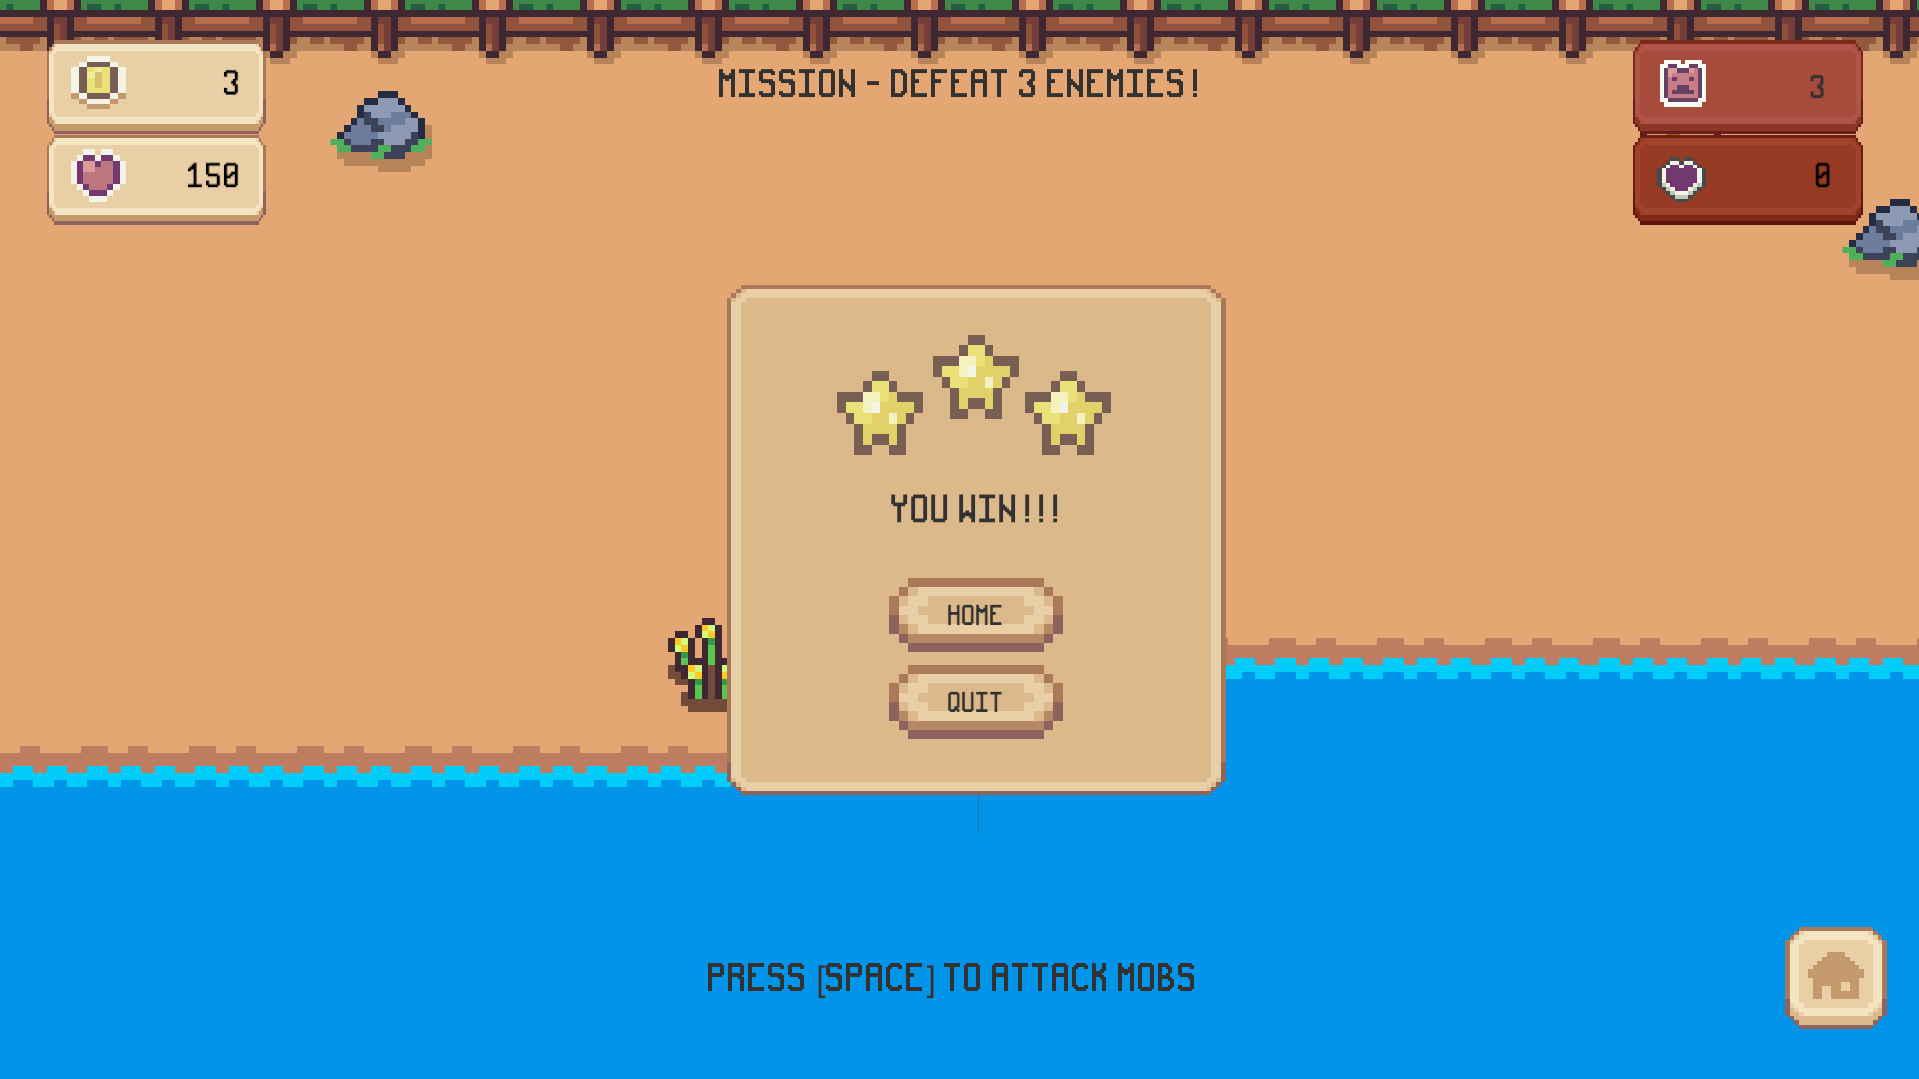 3
MISSION - DEFEAT 3 ENEMIES!
3
150
0
YOU WIN!!!
HOME
QUIT
PRESS [SPACE] TO ATTACK MOBS